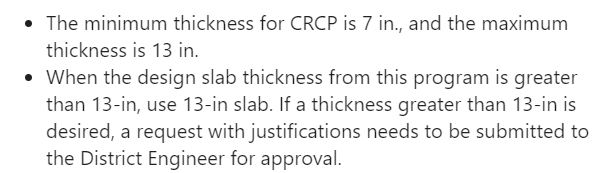 • The minimum thickness for CRCP is 7 in., and the maximum
thickness is 13 in.
• When the design slab thickness from this program is greater
than 13-in, use 13-in slab. If a thickness greater than 13-in is
desired, a request with justifications needs to be submitted to
the District Engineer for approval.